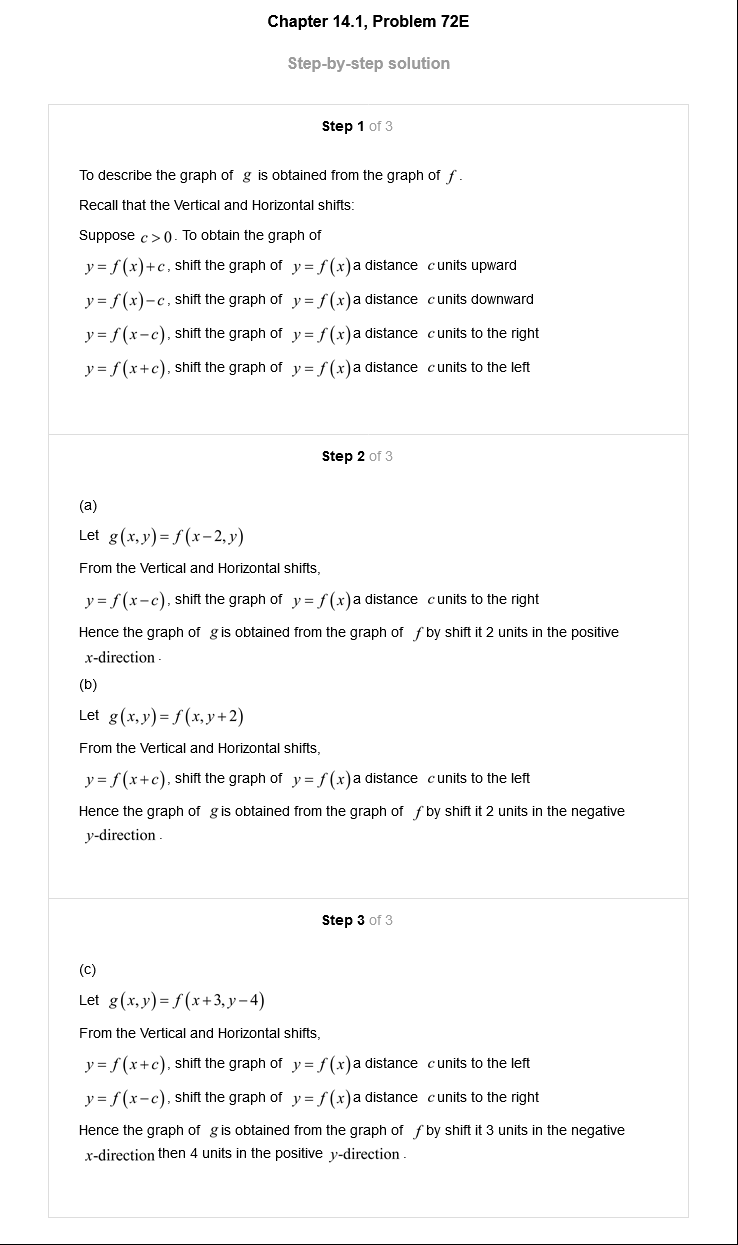 Chapter 14.1, Problem 72E
Step-by-step solution
Step 1 of 3
To describe the graph of g is obtained from the graph of f .
Recall that the Vertical and Horizontal shifts:
Suppose c > 0 . To obtain the graph of
y = f(x)+c, shift the graph of y = f(x) a distance c units upward
y = f(x)−c, shift the graph of y = f(x) a distance c units downward
y = f(x−c), shift the graph of y = f(x) a distance c units to the right
y = f(x+c), shift the graph of y = f(x) a distance c units to the left
Step 2 of 3
(a)
Let g(x,y) = f(x−2,y)
From the Vertical and Horizontal shifts,
y = f(x−c), shift the graph of y = f(x) a distance c units to the right
Hence the graph of g is obtained from the graph of f by shift it 2 units in the positive
x-direction .
(b)
Let g(x,y) = f(x,y+2)
From the Vertical and Horizontal shifts,
y = f(x+c), shift the graph of y = f(x) a distance c units to the left
Hence the graph of g is obtained from the graph of f by shift it 2 units in the negative
y-direction .
Step 3 of 3
(c)
Let g(x,y) = f(x+3,y−4)
From the Vertical and Horizontal shifts,
y = f(x+c), shift the graph of y = f(x) a distance c units to the left
y = f(x−c), shift the graph of y = f(x) a distance c units to the right
Hence the graph of g is obtained from the graph of f by shift it 3 units in the negative
x-direction then 4 units in the positive y-direction .